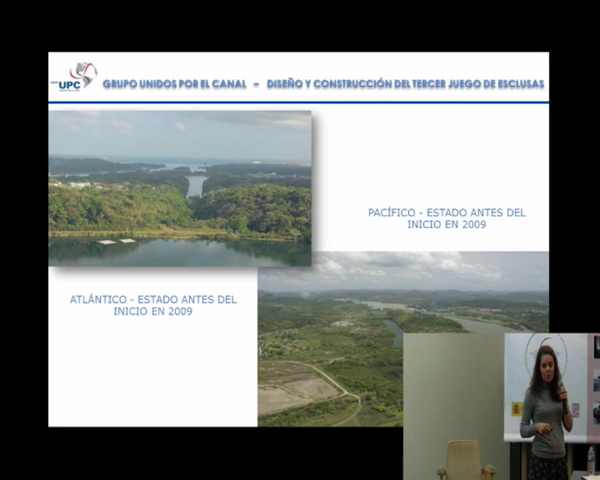 UPC
GRUPO UNIDOS POR EL CANAL – DISEÑO Y CONSTRUCCIÓN DEL TERCER JUEGO DE ESCLUSAS
PACÍFICO - ESTADO ANTES DEL
INICIO EN 2009
ATLÁNTICO - ESTADO ANTES DEL
INICIO EN 2009